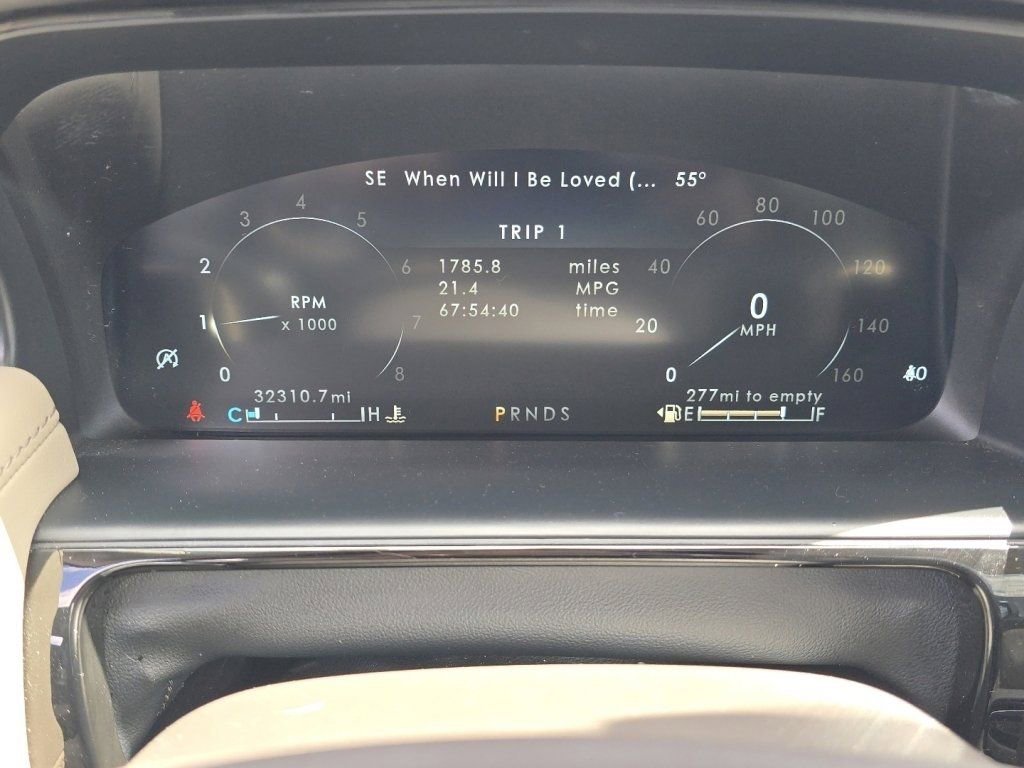 SE When Will I Be Loved (... 55°
TRIP 1
1785.8 miles
21.4 MPG
67:54:40 time
0 1 2 3 4 5 6 7 8
RPM
x 1000
0 20 40 60 80 100 120 140 160
0
MPH
32310.7mi
C H
PRNDS
277mi to empty
E F
A